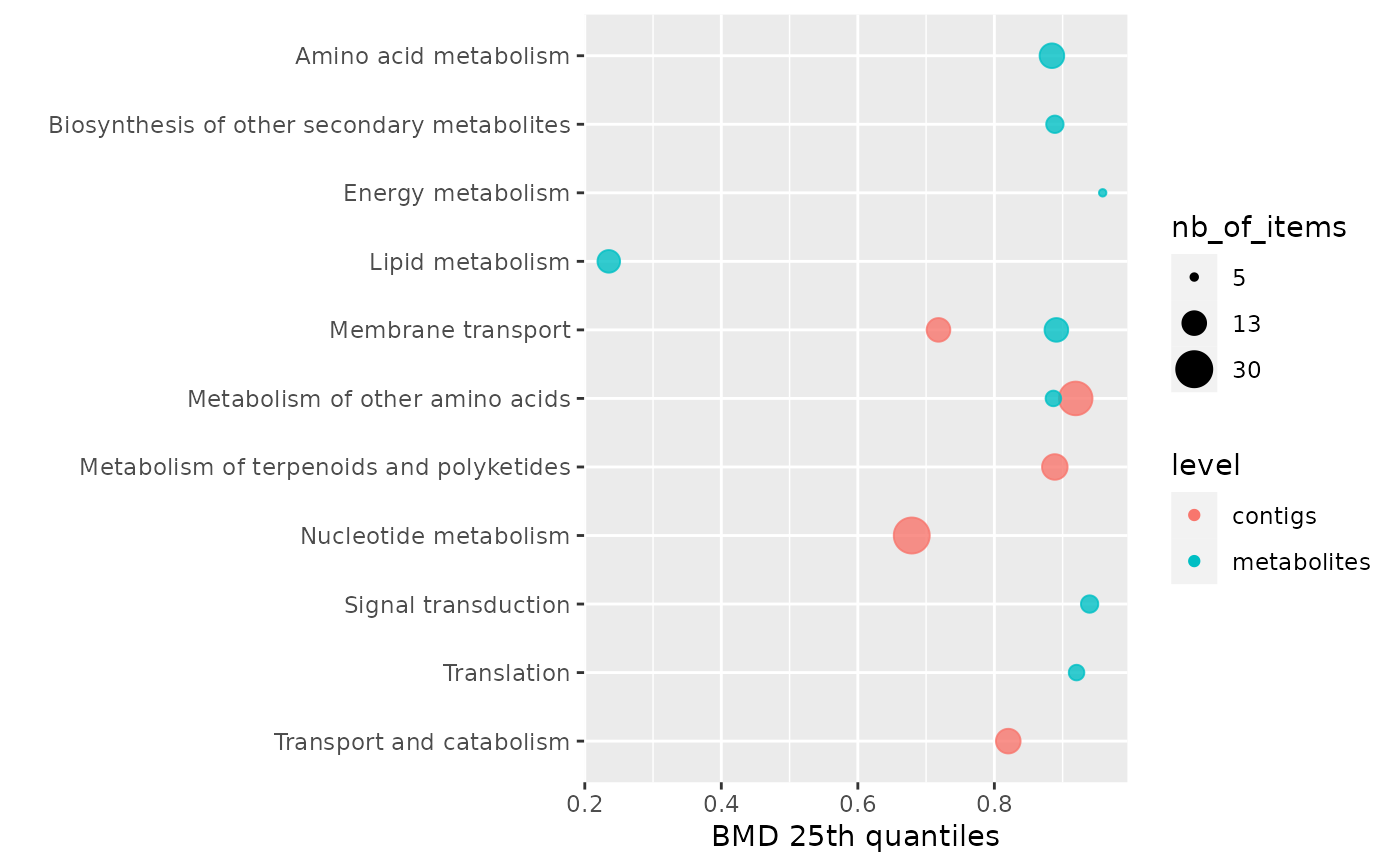 Amino acid metabolism
Biosynthesis of other secondary metabolites
Energy metabolism
Lipid metabolism
Membrane transport
Metabolism of other amino acids
Metabolism of terpenoids and polyketides
Nucleotide metabolism
Signal transduction
Translation
Transport and catabolism
0.2 0.4 0.6 0.8
BMD 25th quantiles
nb_of_items
5
13
30
level
contigs
metabolites